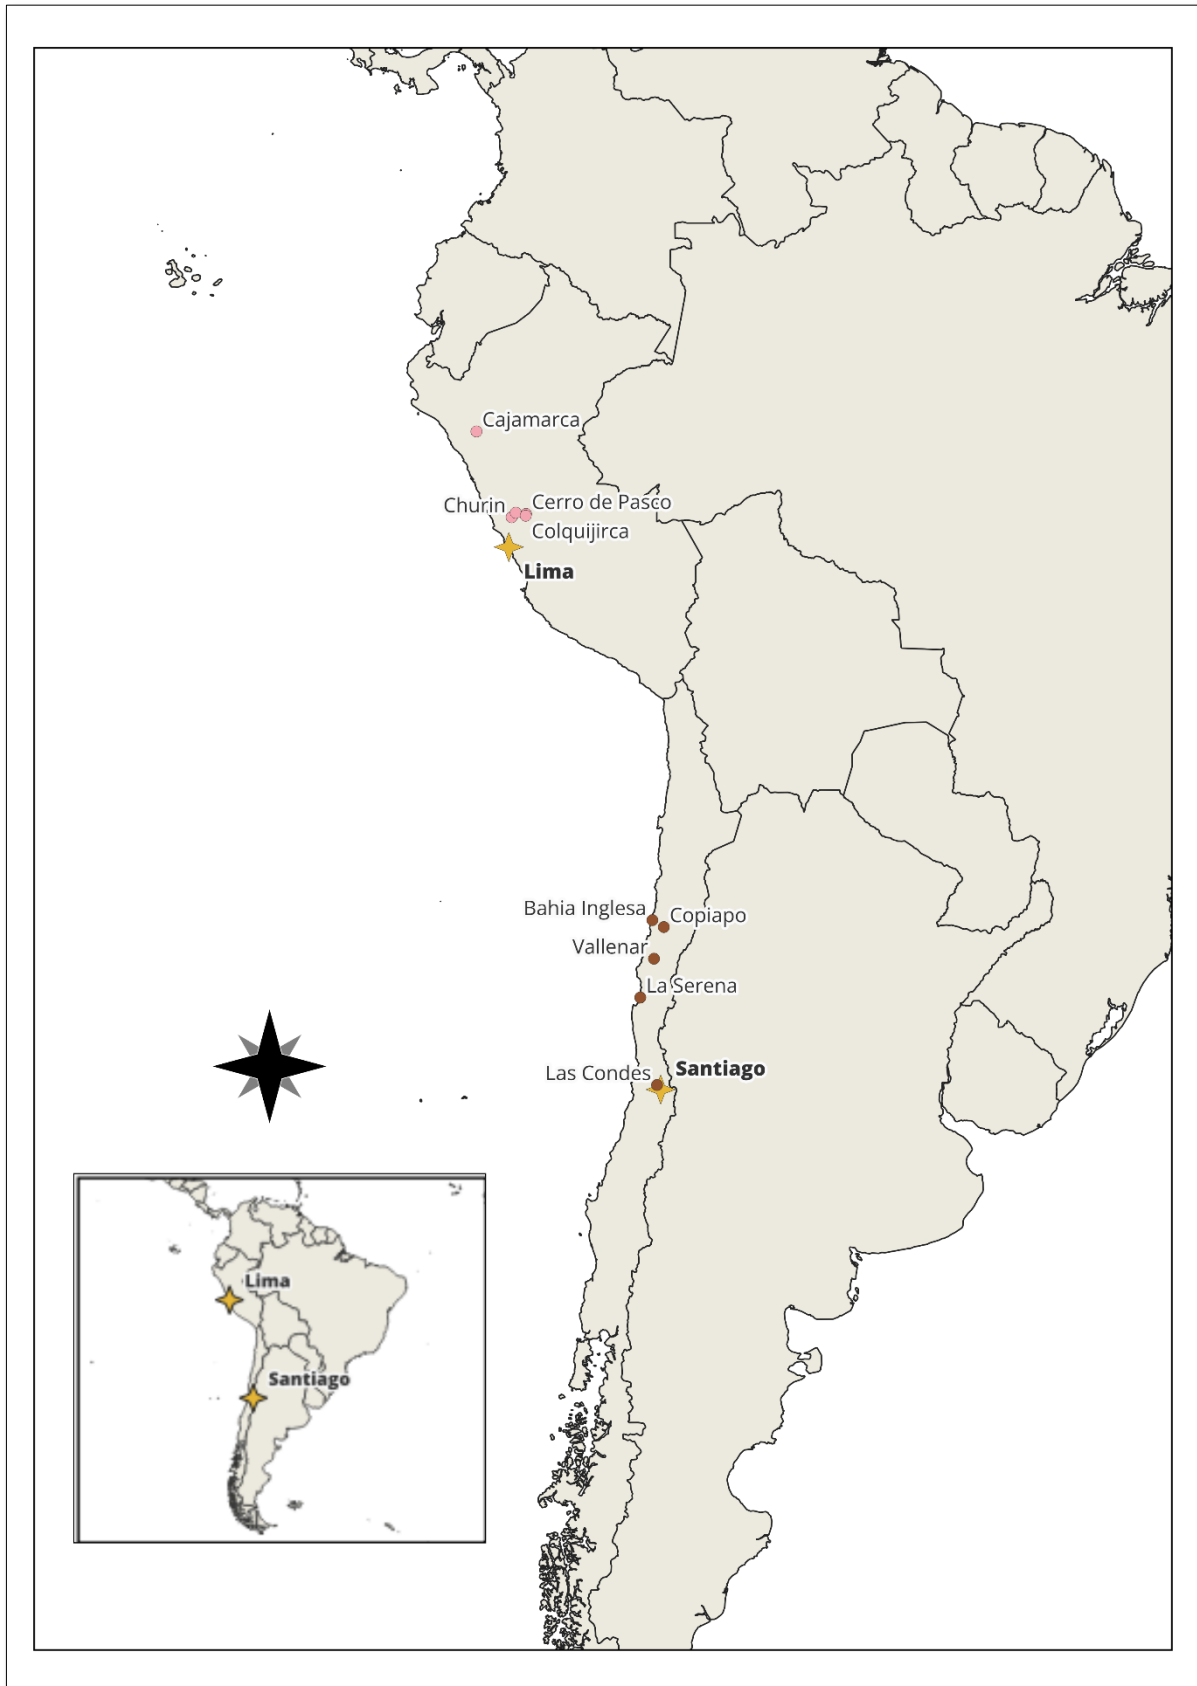 Cajamarca
Churin
Cerro de Pasco
Colquijirca
Lima
Bahia Inglesa
Copiapo
Vallenar
La Serena
Las Condes
Santiago
Lima
Santiago